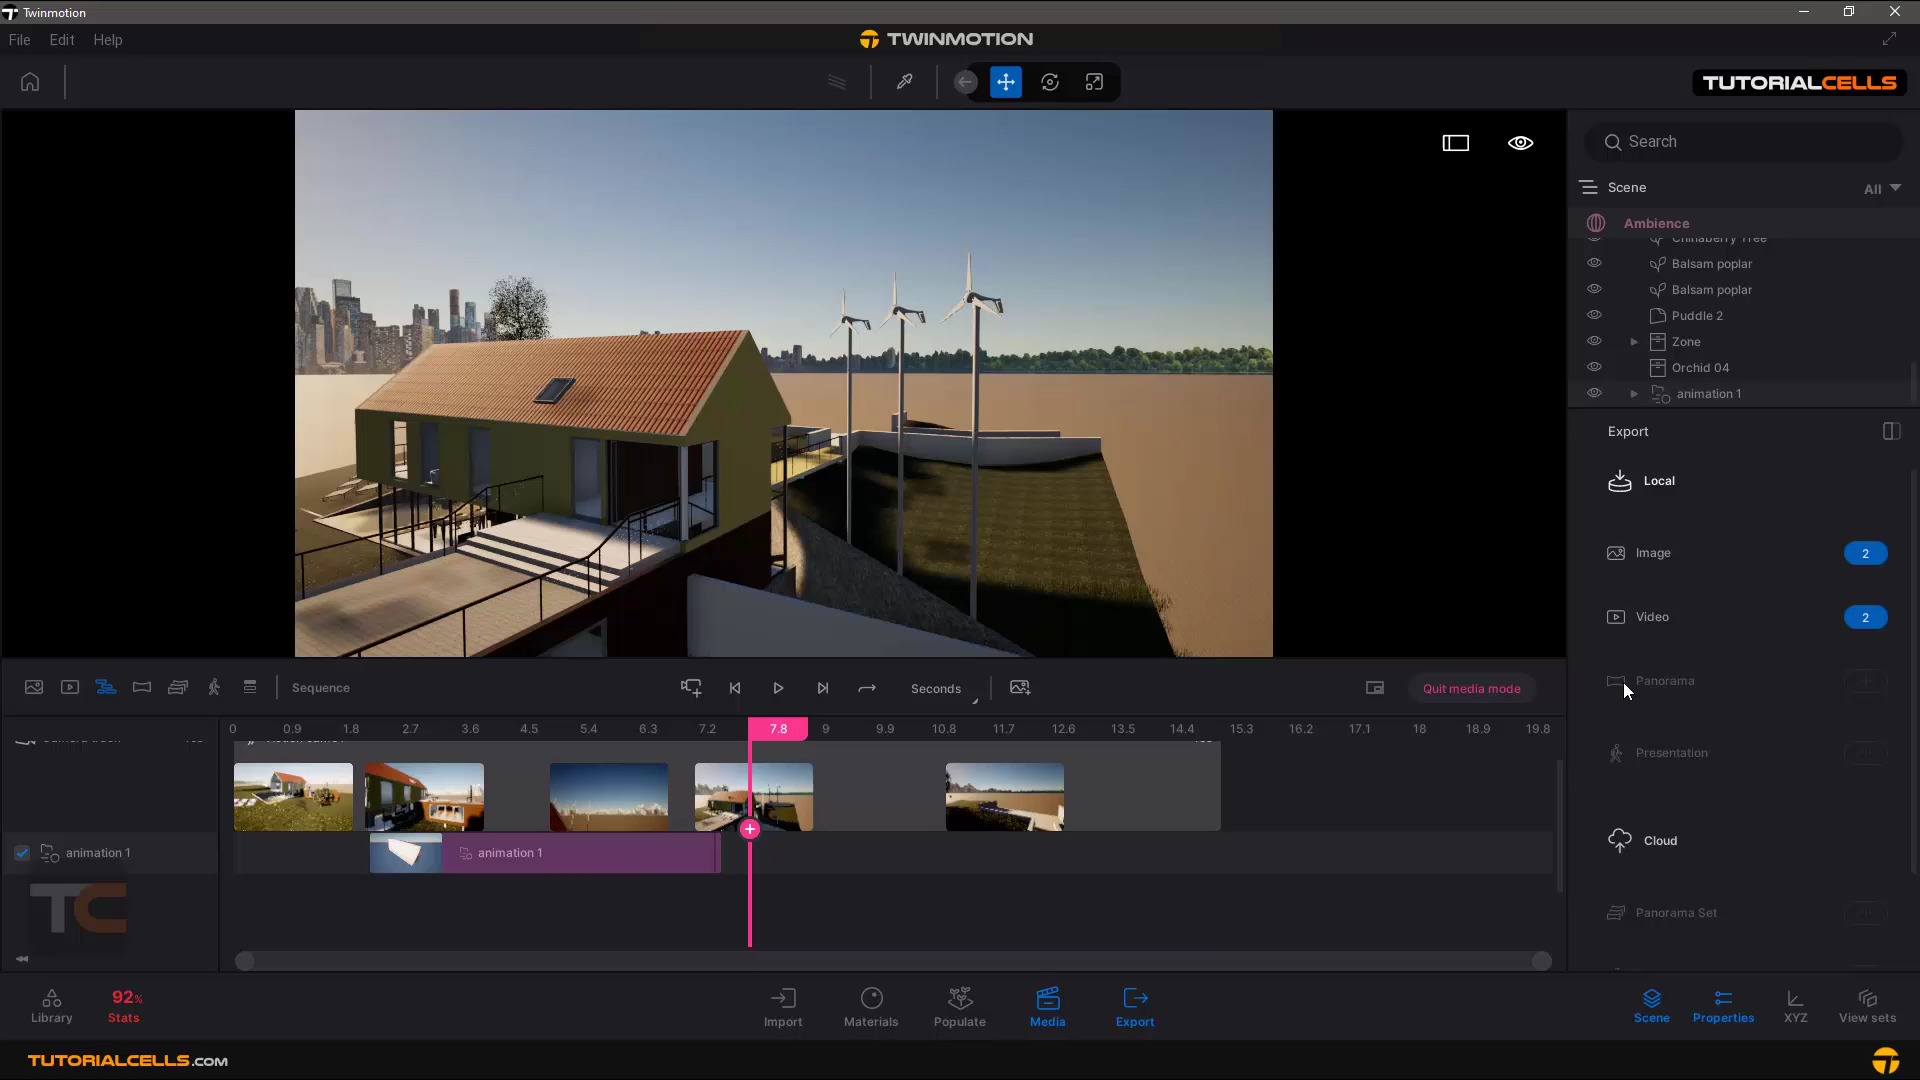 Twinmotion
File Edit Help
TWINMOTION
TUTORIALCELLS
Search
Scene
All
Ambience
Chinaberry Tree
Balsam poplar
Balsam poplar
Puddle 2
Zone
Orchid 04
animation 1
Export
Local
Image
2
Video
2
Panorama
Presentation
Cloud
Panorama Set
Sequence
Seconds
Quit media mode
0 0.9 1.8 2.7 3.6 4.5 5.4 6.3 7.2 7.8 9 9.9 10.8 11.7 12.6 13.5 14.4 15.3 16.2 17.1 18 18.9 19.8
animation 1
animation 1
TC
Library
92%
Stats
Import
Materials
Populate
Media
Export
Scene
Properties
XYZ
View sets
TUTORIALCELLS.COM